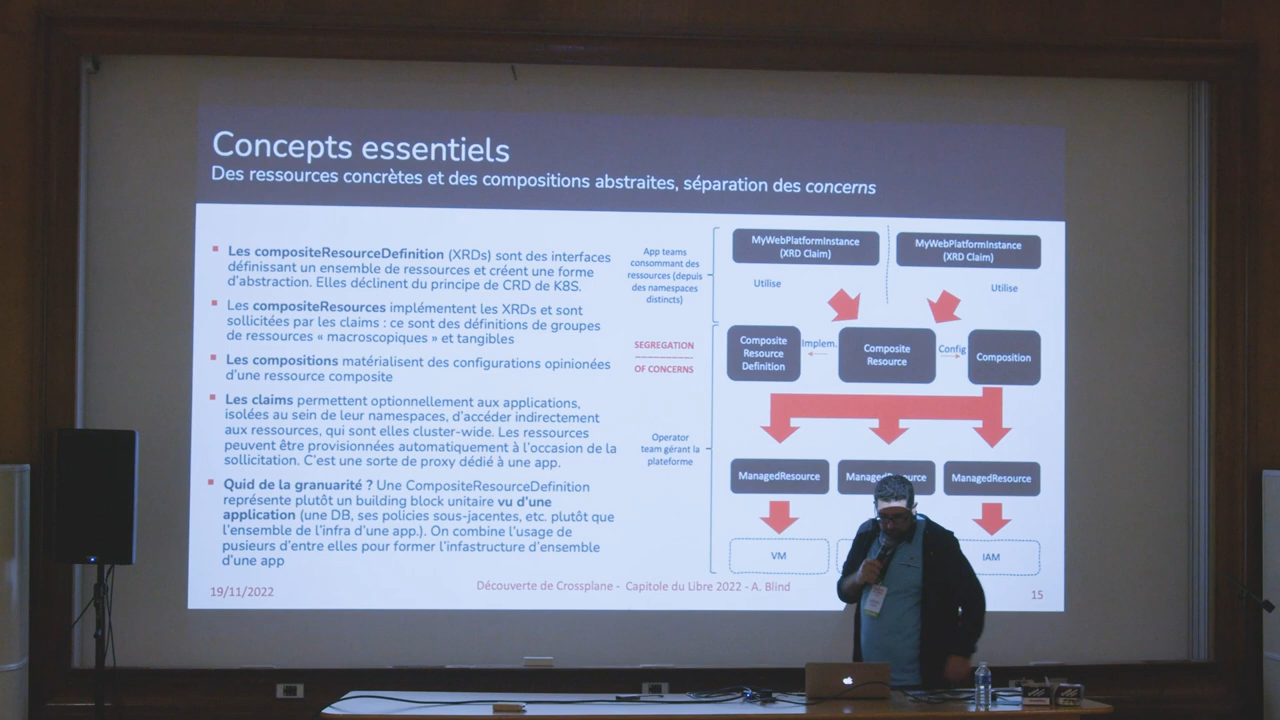 Concepts essentiels
Des ressources concrètes et des compositions abstraites, séparation des concerns
Les compositeResourceDefinition (XRDs) sont des interfaces
définissant un ensemble de ressources et créent une forme
d'abstraction. Elles déclinent du principe de CRD de K8S.
Les compositeResources implémentent les XRDs et sont
sollicitées par les claims : ce sont des définitions de groupes
de ressources « macroscopiques » et tangibles
Les compositions matérialisent des configurations opinionées
d'une ressource composite
Les claims permettent optionnellement aux applications,
isolées au sein de leur namespaces, d'accéder indirectement
aux ressources, qui sont elles cluster-wide. Les ressources
peuvent être provisionnées automatiquement à l'occasion de la
sollicitation. C'est une sorte de proxy dédié à une app.
Quid de la granuarité ? Une CompositeResourceDefinition
représente plutôt un building block unitaire vu d'une
application (une DB, ses policies sous-jacentes, etc. plutôt que
l'ensemble de l'infra d'une app.). On combine l'usage de
pusieurs d'entre elles pour former l'infastructure d'ensemble
d'une app
App teams
consommant des
ressources (depuis
des namespaces
distincts)
SEGREGATION
OF CONCERNS
Operator
team gérant la
plateforme
MyWebPlatformInstance
(XRD Claim)
MyWebPlatformInstance
(XRD Claim)
Utilise
Utilise
Composite
Resource
Definition
Implem.
Composite
Resource
Config
Composition
ManagedResource
ManagedResource
ManagedResource
VM
IAM
19/11/2022
Découverte de Crossplane - Capitole du Libre 2022 - A. Blind
15